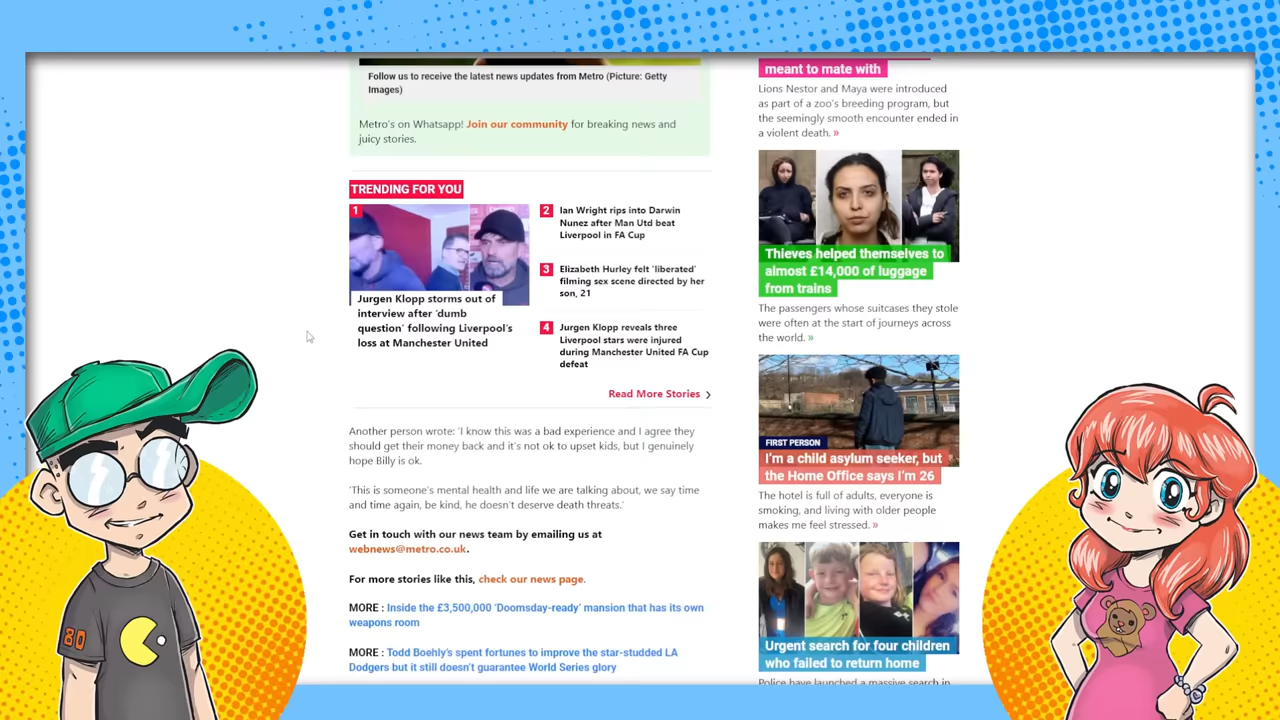 Follow us to receive the latest news updates from Metro (Picture: Getty
Images)
Metro's on Whatsapp! Join our community for breaking news and
juicy stories.
TRENDING FOR YOU
1
Jurgen Klopp storms out of
interview after 'dumb
question' following Liverpool's
loss at Manchester United
2
Ian Wright rips into Darwin
Nunez after Man Utd beat
Liverpool in FA Cup
3
Elizabeth Hurley felt 'liberated'
filming sex scene directed by her
son, 21
4
Jurgen Klopp reveals three
Liverpool stars were injured
during Manchester United FA Cup
defeat
Read More Stories
Another person wrote: 'I know this was a bad experience and I agree they
should get their money back and it's not ok to upset kids, but I genuinely
hope Billy is ok.
'This is someone's mental health and life we are talking about, we say time
and time again, be kind, he doesn't deserve death threats.'
Get in touch with our news team by emailing us at
webnews@metro.co.uk.
For more stories like this, check our news page.
MORE : Inside the £3,500,000 'Doomsday-ready' mansion that has its own
weapons room
MORE : Todd Boehly's spent fortunes to improve the star-studded LA
Dodgers but it still doesn't guarantee World Series glory
meant to mate with
Lions Nestor and Maya were introduced
as part of a zoo's breeding program, but
the seemingly smooth encounter ended in
a violent death. »
Thieves helped themselves to
almost £14,000 of luggage
from trains
The passengers whose suitcases they stole
were often at the start of journeys across
the world. »
FIRST PERSON
I'm a child asylum seeker, but
the Home Office says I'm 26
The hotel is full of adults, everyone is
smoking, and living with older people
makes me feel stressed. »
Urgent search for four children
who failed to return home
Police have launched a massive search in
80